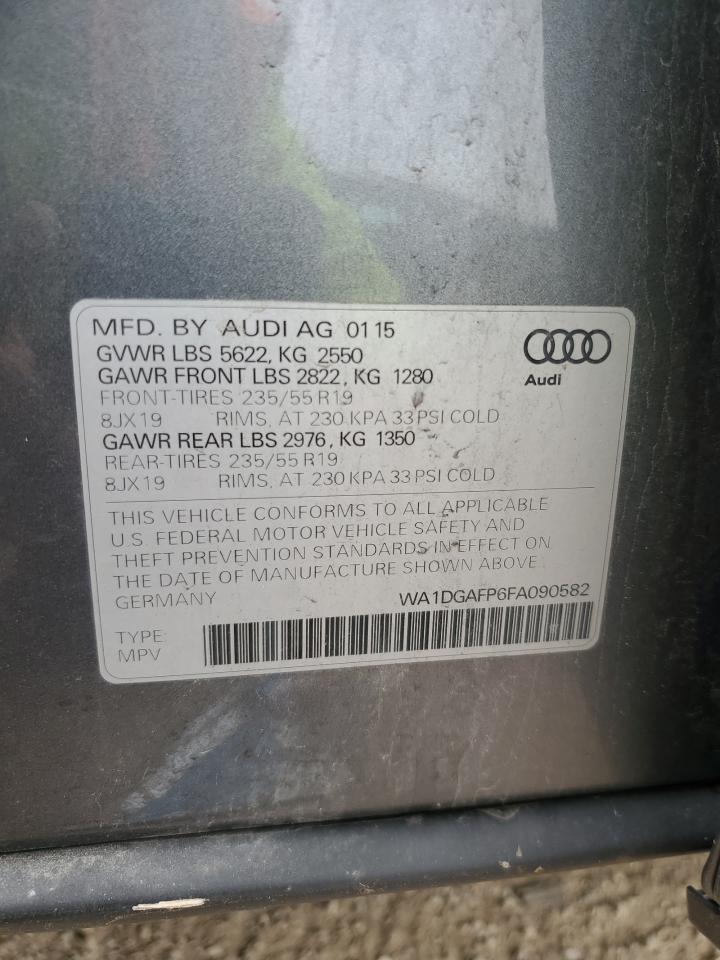 MFD. BY AUDI AG 01 15
GVWR LBS 5622, KG 2550
GAWR FRONT LBS 2822, KG 1280
FRONT-TIRES 235/55 R19
8JX19 RIMS, AT 230 KPA 33 PSI COLD
GAWR REAR LBS 2976, KG 1350
REAR-TIRES 235/55 R19
8JX19 RIMS, AT 230 KPA 33 PSI COLD
Audi
THIS VEHICLE CONFORMS TO ALL APPLICABLE
U.S. FEDERAL MOTOR VEHICLE SAFETY AND
THEFT PREVENTION STANDARDS IN EFFECT ON
THE DATE OF MANUFACTURE SHOWN ABOVE.
GERMANY WA1DGAFP6FA090582
TYPE:
MPV